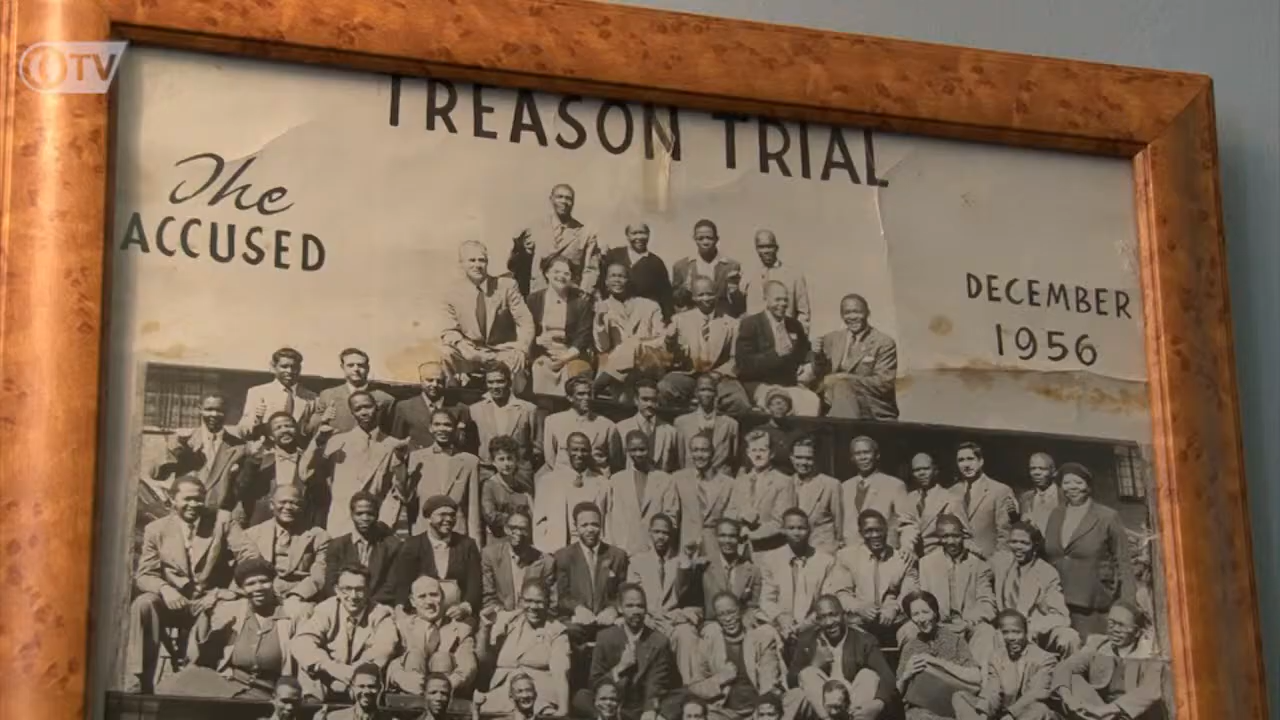 TV
TREASON TRIAL
The
ACCUSED
DECEMBER
1956